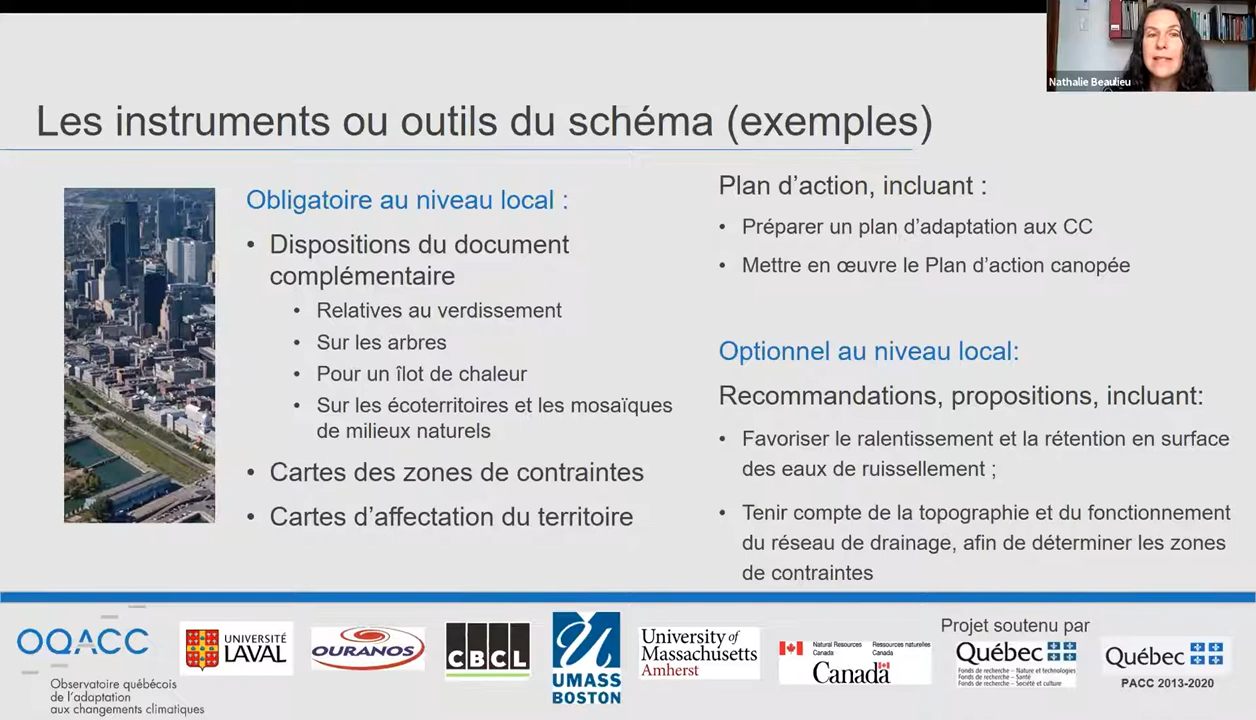 Nathalie Beaulieu
Les instruments ou outils du schéma (exemples)
Obligatoire au niveau local :
• Dispositions du document
complémentaire
• Relatives au verdissement
• Sur les arbres
• Pour un îlot de chaleur
• Sur les écoterritoires et les mosaïques
de milieux naturels
• Cartes des zones de contraintes
• Cartes d’affectation du territoire
Plan d’action, incluant :
• Préparer un plan d’adaptation aux CC
• Mettre en œuvre le Plan d’action canopée
Optionnel au niveau local:
Recommandations, propositions, incluant:
• Favoriser le ralentissement et la rétention en surface
des eaux de ruissellement ;
• Tenir compte de la topographie et du fonctionnement
du réseau de drainage, afin de déterminer les zones
de contraintes
OQACC
Observatoire québécois
de l’adaptation
aux changements climatiques
UNIVERSITÉ
LAVAL
OURANOS
CBCL
UMASS
BOSTON
University of
Massachusetts
Amherst
Natural Resources
Canada
Ressources naturelles
Canada
Canada
Projet soutenu par
Québec
Fonds de recherche – Nature et technologies
Fonds de recherche – Santé
Fonds de recherche – Société et culture
Québec
PACC 2013-2020